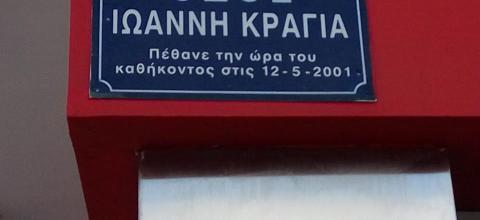 ΙΩΑΝΝΗ ΚΡΑΓΙΑ
Πέθανε την ώρα του
καθήκοντος στις 12-5-2001